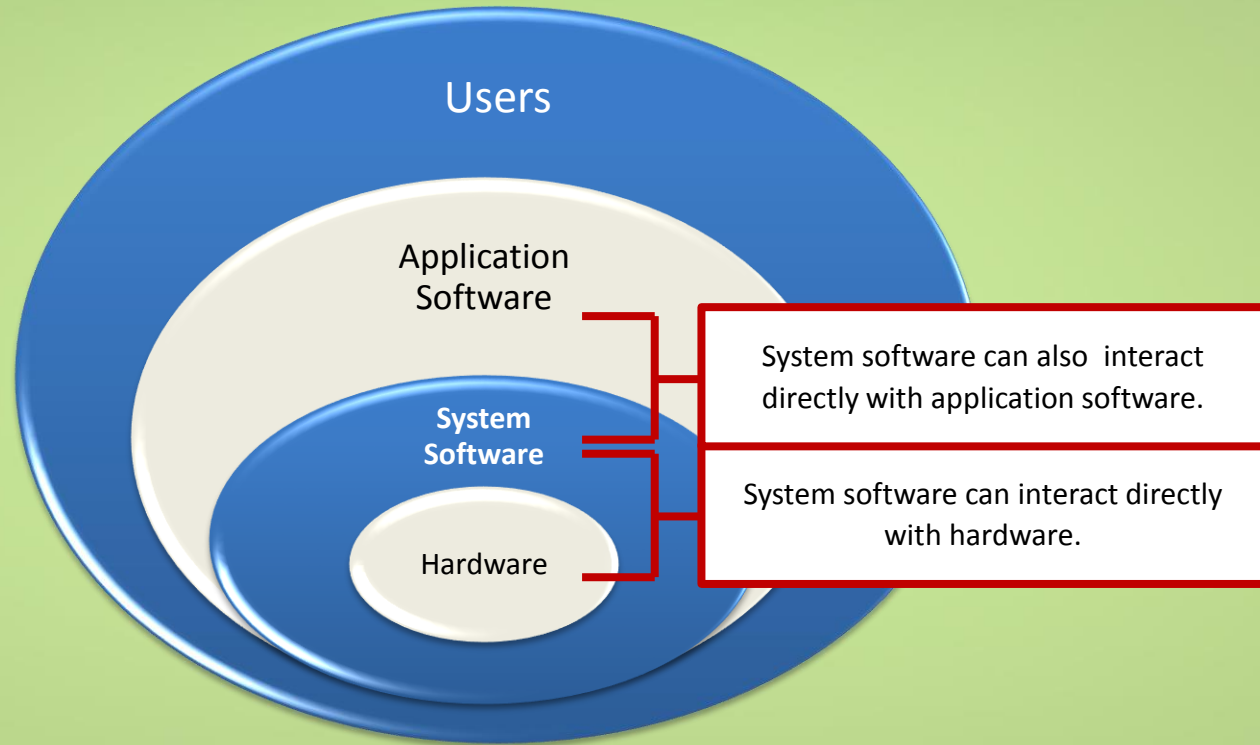 Users
Application
Software
System software can also  interact
directly with application software.
System
Software
System software can interact directly
with hardware.
Hardware